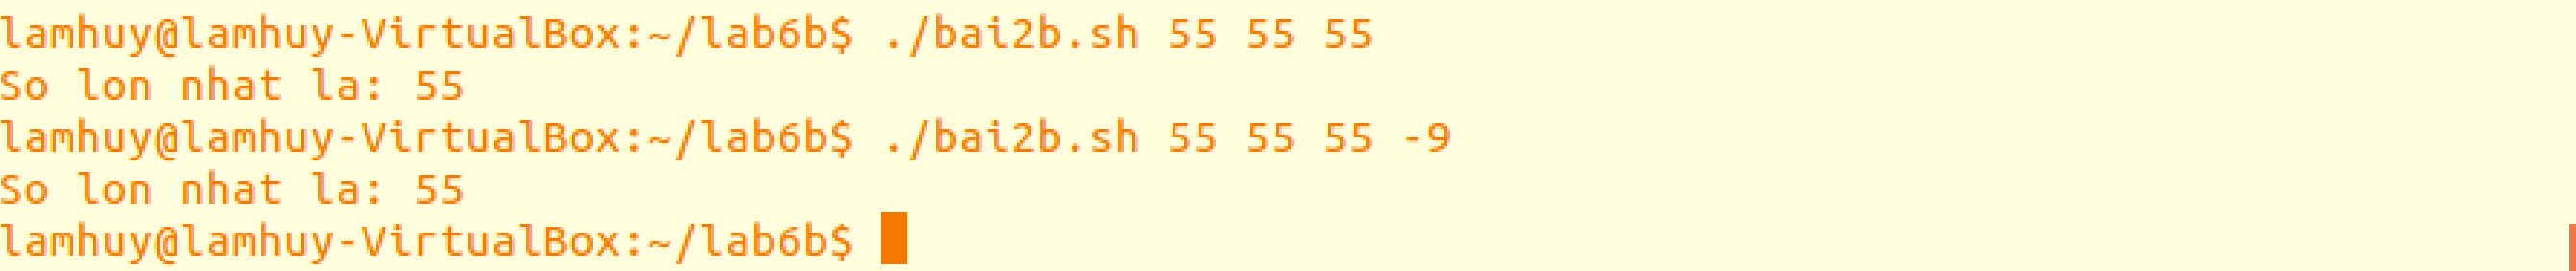 lamhuy@lamhuy-VirtualBox:~/lab6b$ ./bai2b.sh 55 55 55
So lon nhat la: 55
lamhuy@lamhuy-VirtualBox:~/lab6b$ ./bai2b.sh 55 55 55 -9
So lon nhat la: 55
lamhuy@lamhuy-VirtualBox:~/lab6b$